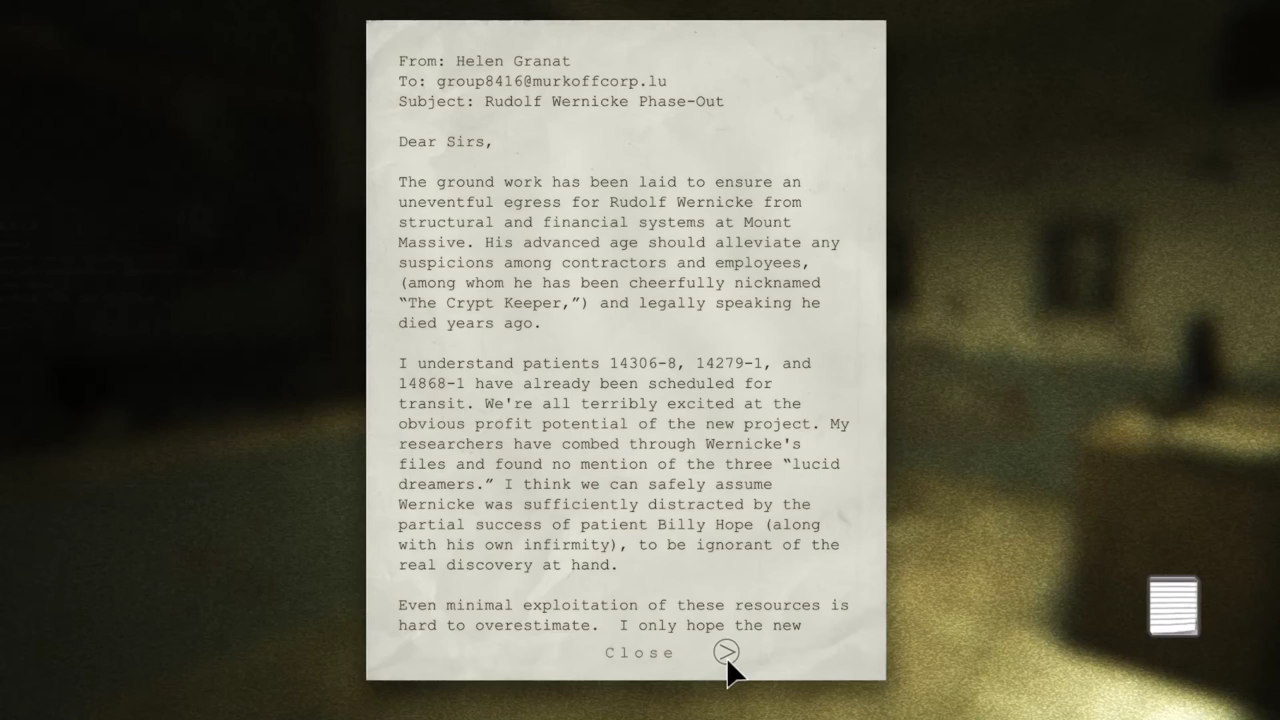 From: Helen Granat
To: group8416@murkoffcorp.lu
Subject: Rudolf Wernicke Phase-Out
Dear Sirs,
The ground work has been laid to ensure an
uneventful egress for Rudolf Wernicke from
structural and financial systems at Mount
Massive. His advanced age should alleviate any
suspicions among contractors and employees,
(among whom he has been cheerfully nicknamed
“The Crypt Keeper,”) and legally speaking he
died years ago.
I understand patients 14306-8, 14279-1, and
14868-1 have already been scheduled for
transit. We're all terribly excited at the
obvious profit potential of the new project. My
researchers have combed through Wernicke's
files and found no mention of the three “lucid
dreamers.” I think we can safely assume
Wernicke was sufficiently distracted by the
partial success of patient Billy Hope (along
with his own infirmity), to be ignorant of the
real discovery at hand.
Even minimal exploitation of these resources is
hard to overestimate.  I only hope the new
Close >